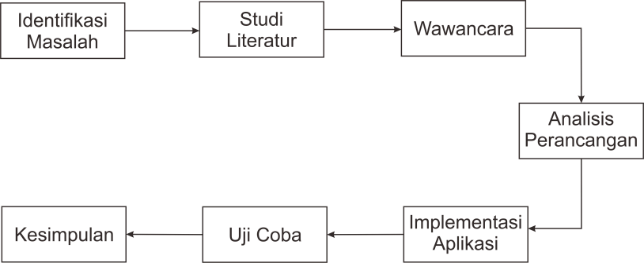 Identifikasi
Masalah
Studi
Literatur
Wawancara
Analisis
Perancangan
Implementasi
Aplikasi
Uji Coba
Kesimpulan